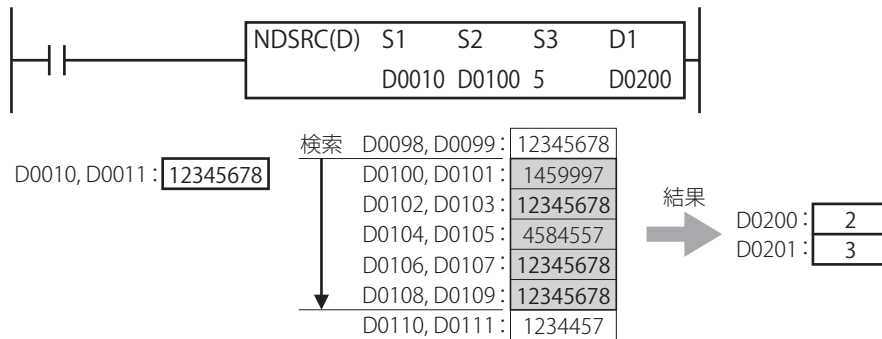 NDSRC(D) S1 S2 S3 D1
D0010 D0100 5 D0200
検索 D0098, D0099： 12345678
D0010, D0011： 12345678
D0100, D0101： 1459997
D0102, D0103： 12345678
D0104, D0105： 4584557
D0106, D0107： 12345678
D0108, D0109： 12345678
D0110, D0111： 1234457
結果
D0200： 2
D0201： 3